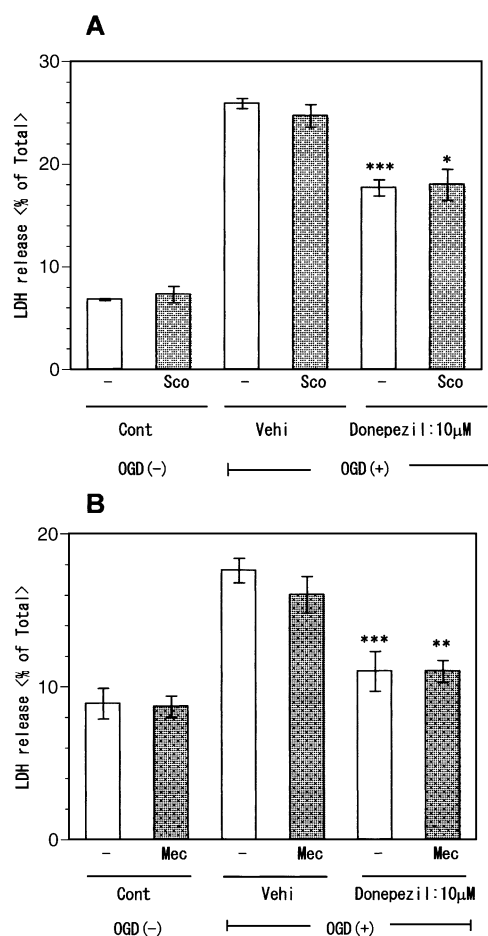 A
30
20
10
0
LDH release <% of Total>
*** *
– Sco – Sco – Sco
Cont Vehi Donepezil:10μM
OGD(-) OGD(+)
B
20
10
0
LDH release <% of Total>
*** **
– Mec – Mec – Mec
Cont Vehi Donepezil:10μM
OGD(-) OGD(+)